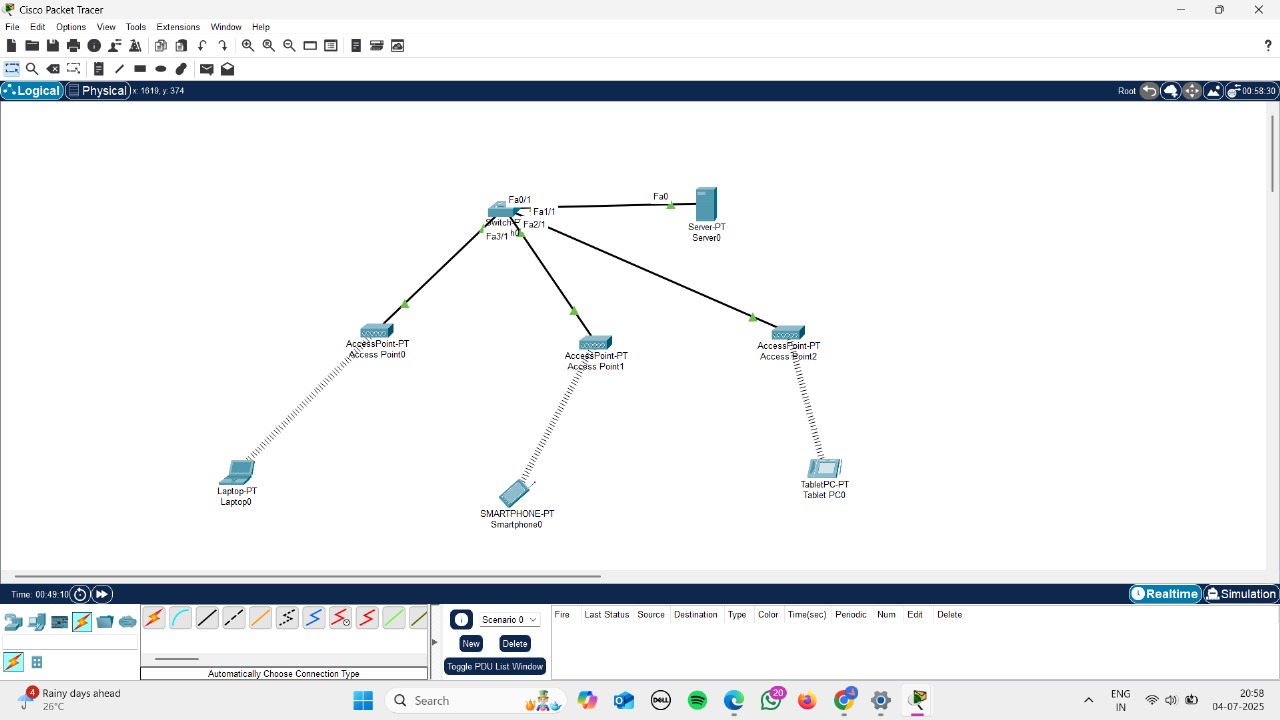 Cisco Packet Tracer
File Edit Options View Tools Extensions Window Help
Logical Physical x: 1619, y: 374 Root 00:58:30
Fa0/1 Fa0
Fa1/1
Fa2/1
Fa3/1
Server-PT
Server0
AccessPoint-PT
Access Point0
AccessPoint-PT
Access Point1
AccessPoint-PT
Access Point2
Laptop-PT
Laptop0
SMARTPHONE-PT
Smartphone0
TabletPC-PT
Tablet PC0
Time: 00:49:10 Realtime Simulation
Scenario 0
New Delete
Toggle PDU List Window
Fire Last Status Source Destination Type Color Time(sec) Periodic Num Edit Delete
Automatically Choose Connection Type
4 Rainy days ahead
26°C
Search
DELL
20
4
ENG
IN
20:58
04-07-2025